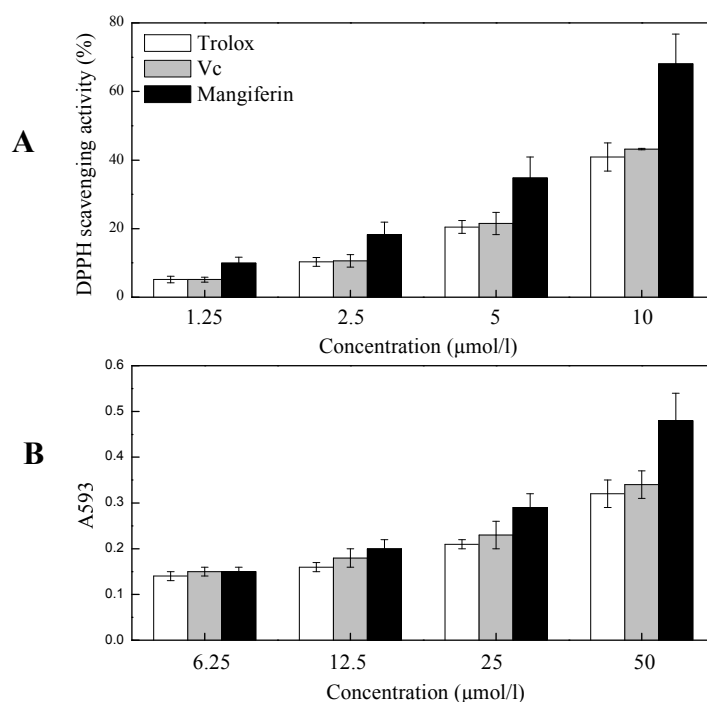 A
DPPH scavenging activity (%)
80
60
40
20
0
Trolox
Vc
Mangiferin
1.25 2.5 5 10
Concentration (μmol/l)
B
A593
0.6
0.5
0.4
0.3
0.2
0.1
0.0
6.25 12.5 25 50
Concentration (μmol/l)